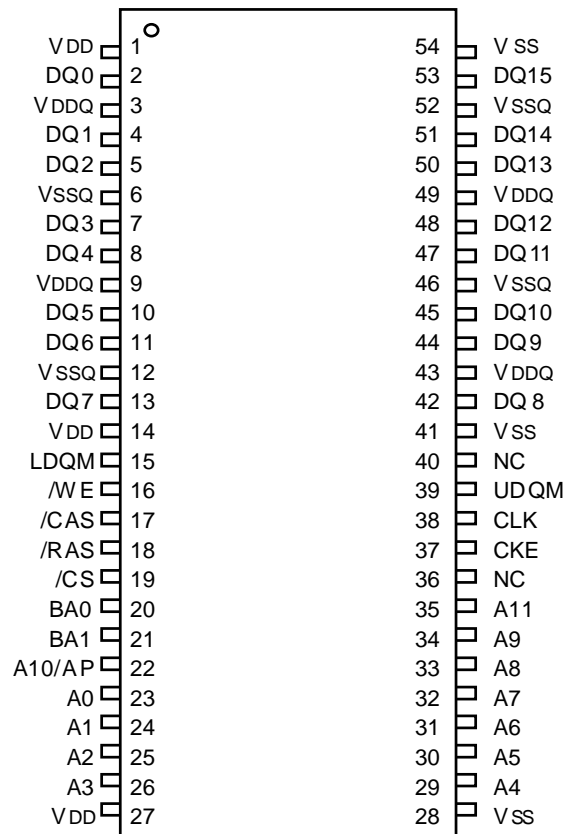 VDD 1 54 VSS
DQ0 2 53 DQ15
VDDQ 3 52 VSSQ
DQ1 4 51 DQ14
DQ2 5 50 DQ13
VSSQ 6 49 VDDQ
DQ3 7 48 DQ12
DQ4 8 47 DQ11
VDDQ 9 46 VSSQ
DQ5 10 45 DQ10
DQ6 11 44 DQ9
VSSQ 12 43 VDDQ
DQ7 13 42 DQ8
VDD 14 41 VSS
LDQM 15 40 NC
/WE 16 39 UDQM
/CAS 17 38 CLK
/RAS 18 37 CKE
/CS 19 36 NC
BA0 20 35 A11
BA1 21 34 A9
A10/AP 22 33 A8
A0 23 32 A7
A1 24 31 A6
A2 25 30 A5
A3 26 29 A4
VDD 27 28 VSS